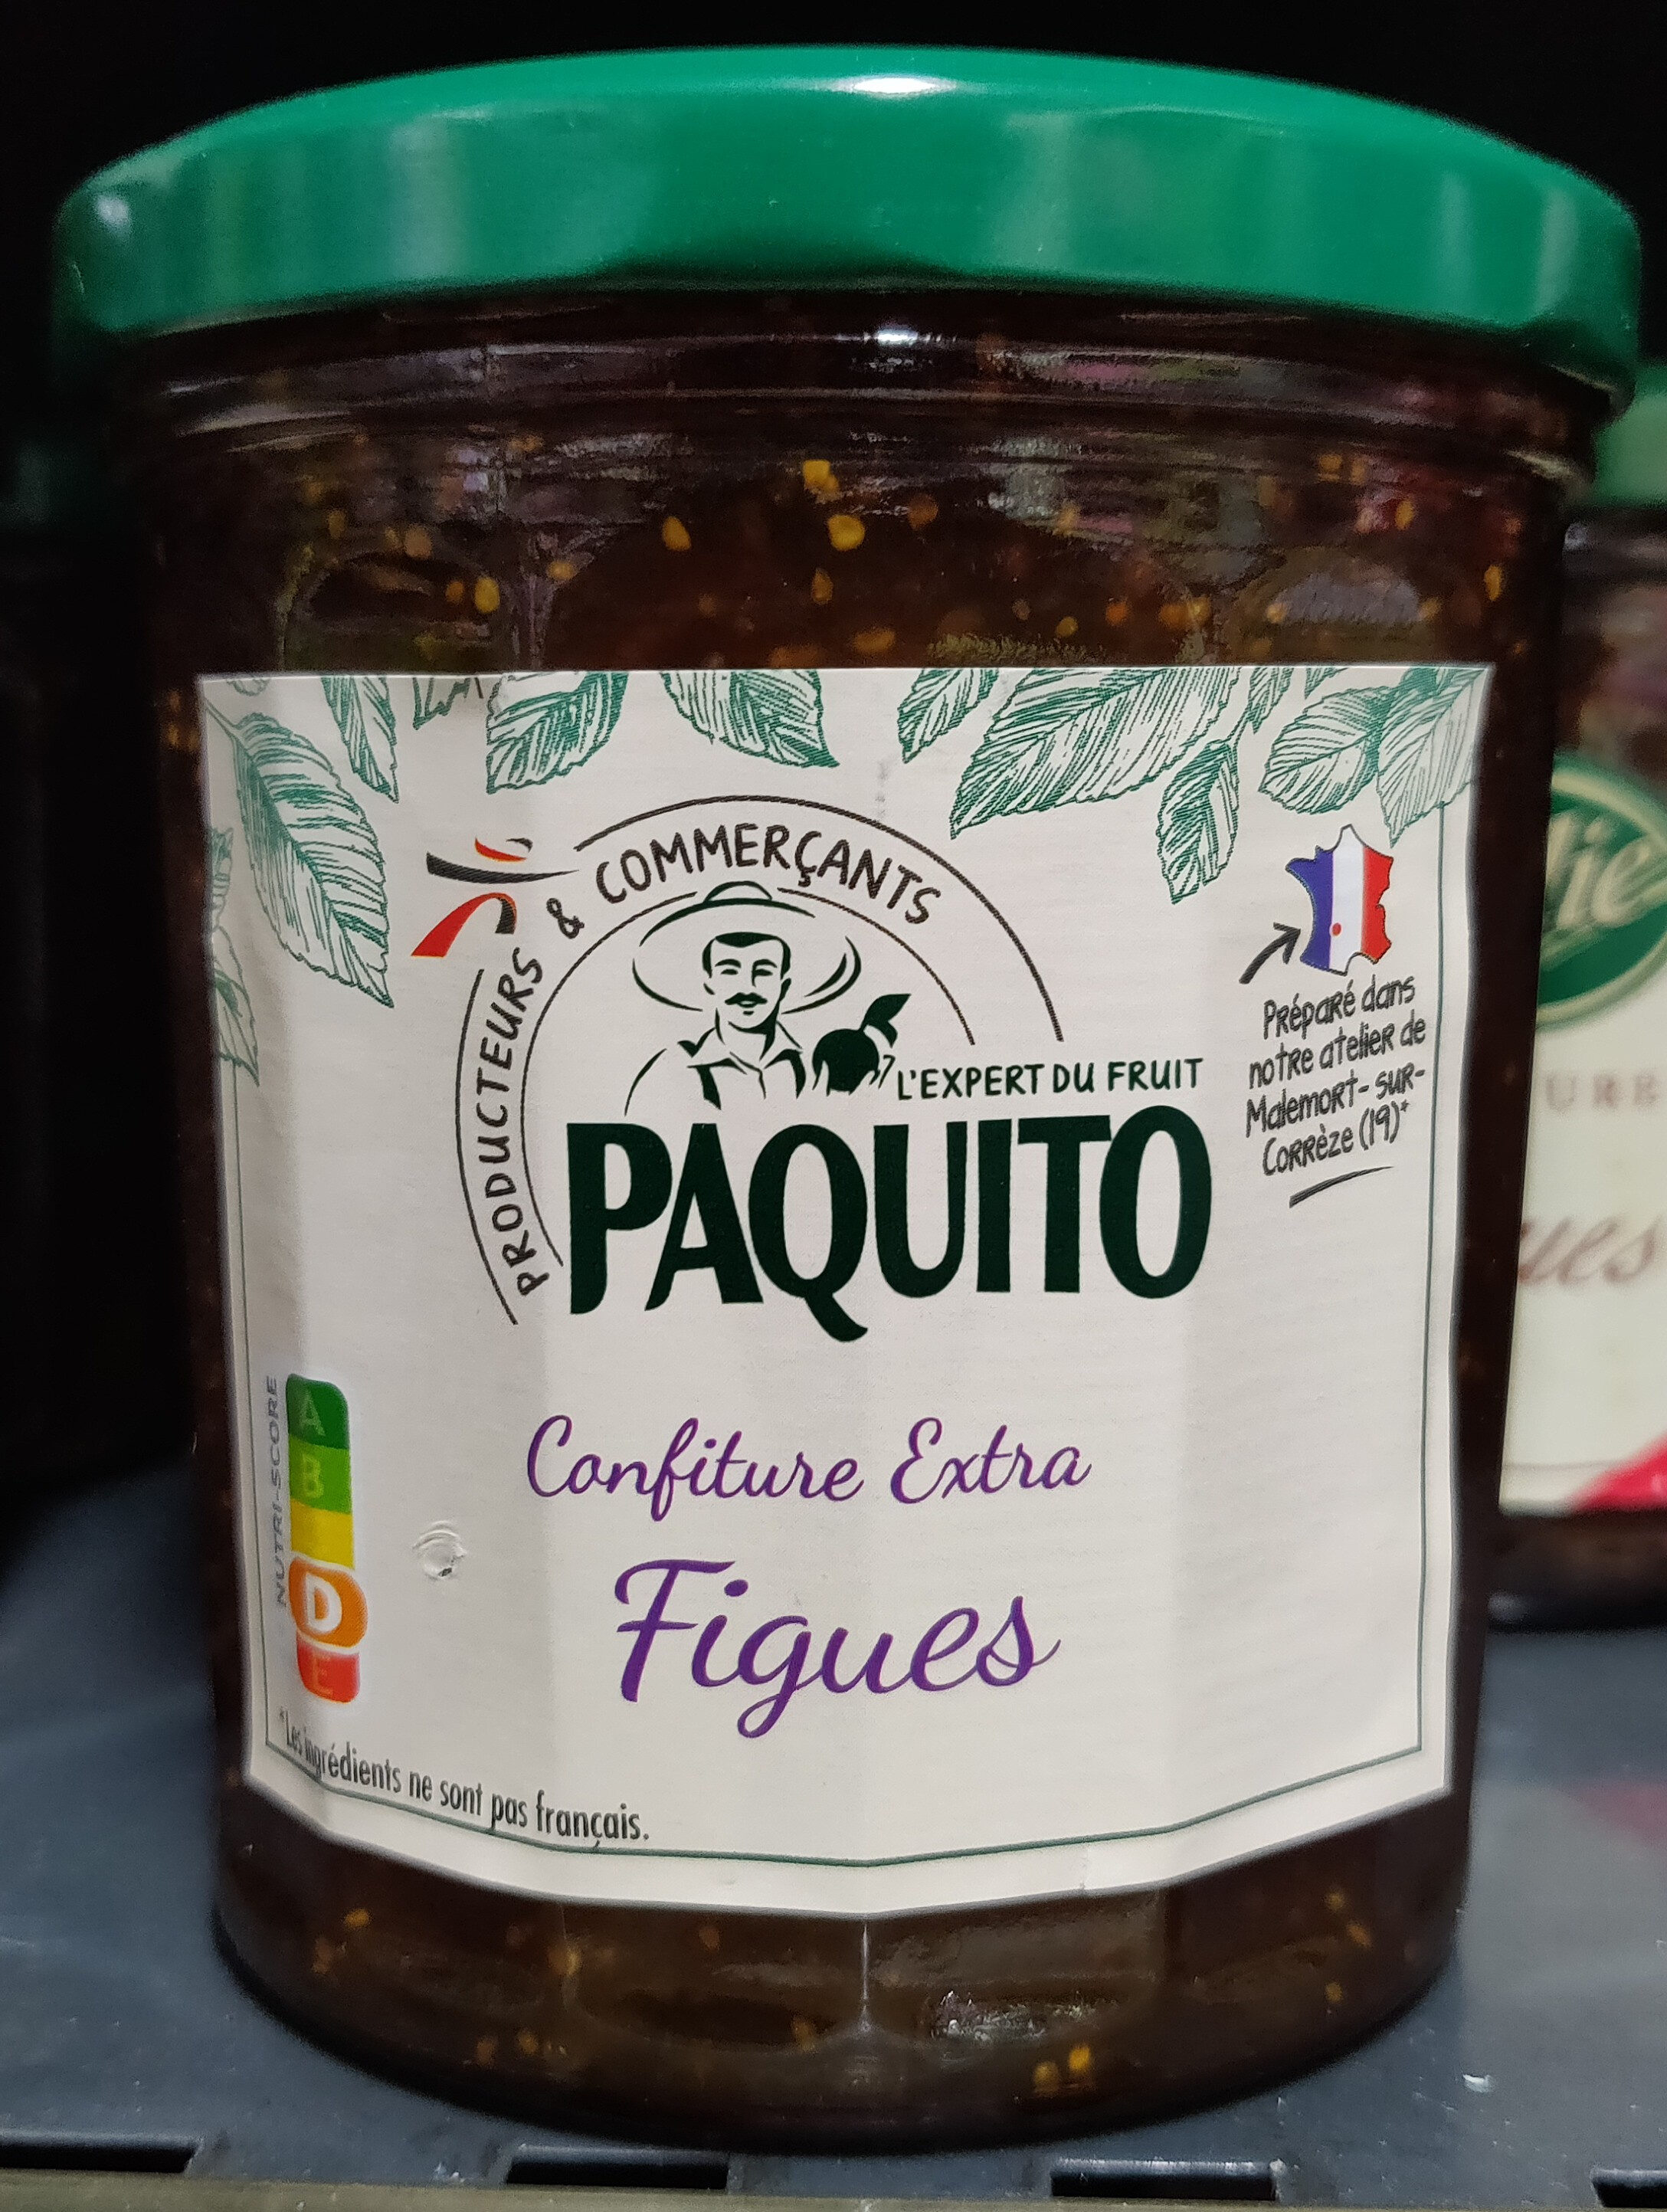 PRODUCTEURS & COMMERÇANTS
L'EXPERT DU FRUIT
PAQUITO
Préparé dans
notre atelier de
Malemort-sur-
Corrèze (19)*
Confiture Extra
Figues
NUTRI-SCORE
A
B
D
E
*Les ingrédients ne sont pas français.